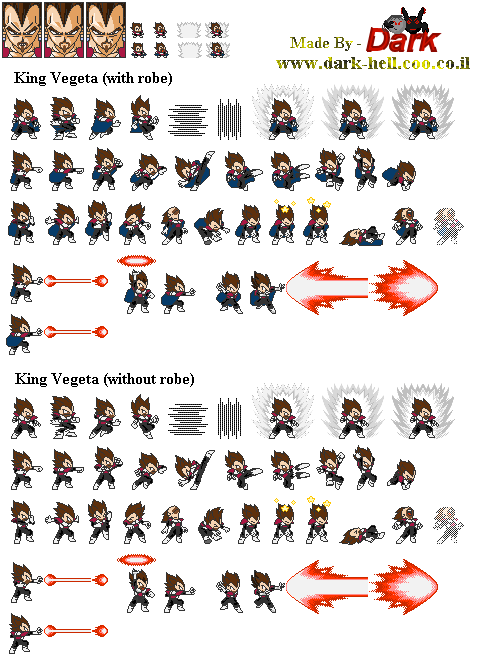 Made By - Dark
www.dark-hell.coo.co.il
King Vegeta (with robe)
King Vegeta (without robe)